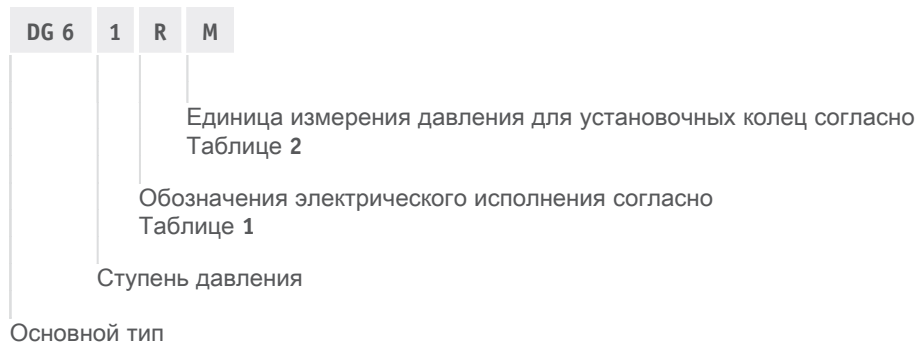 DG 6 1 R M
Единица измерения давления для установочных колец согласно
Таблице 2
Обозначения электрического исполнения согласно
Таблице 1
Ступень давления
Основной тип